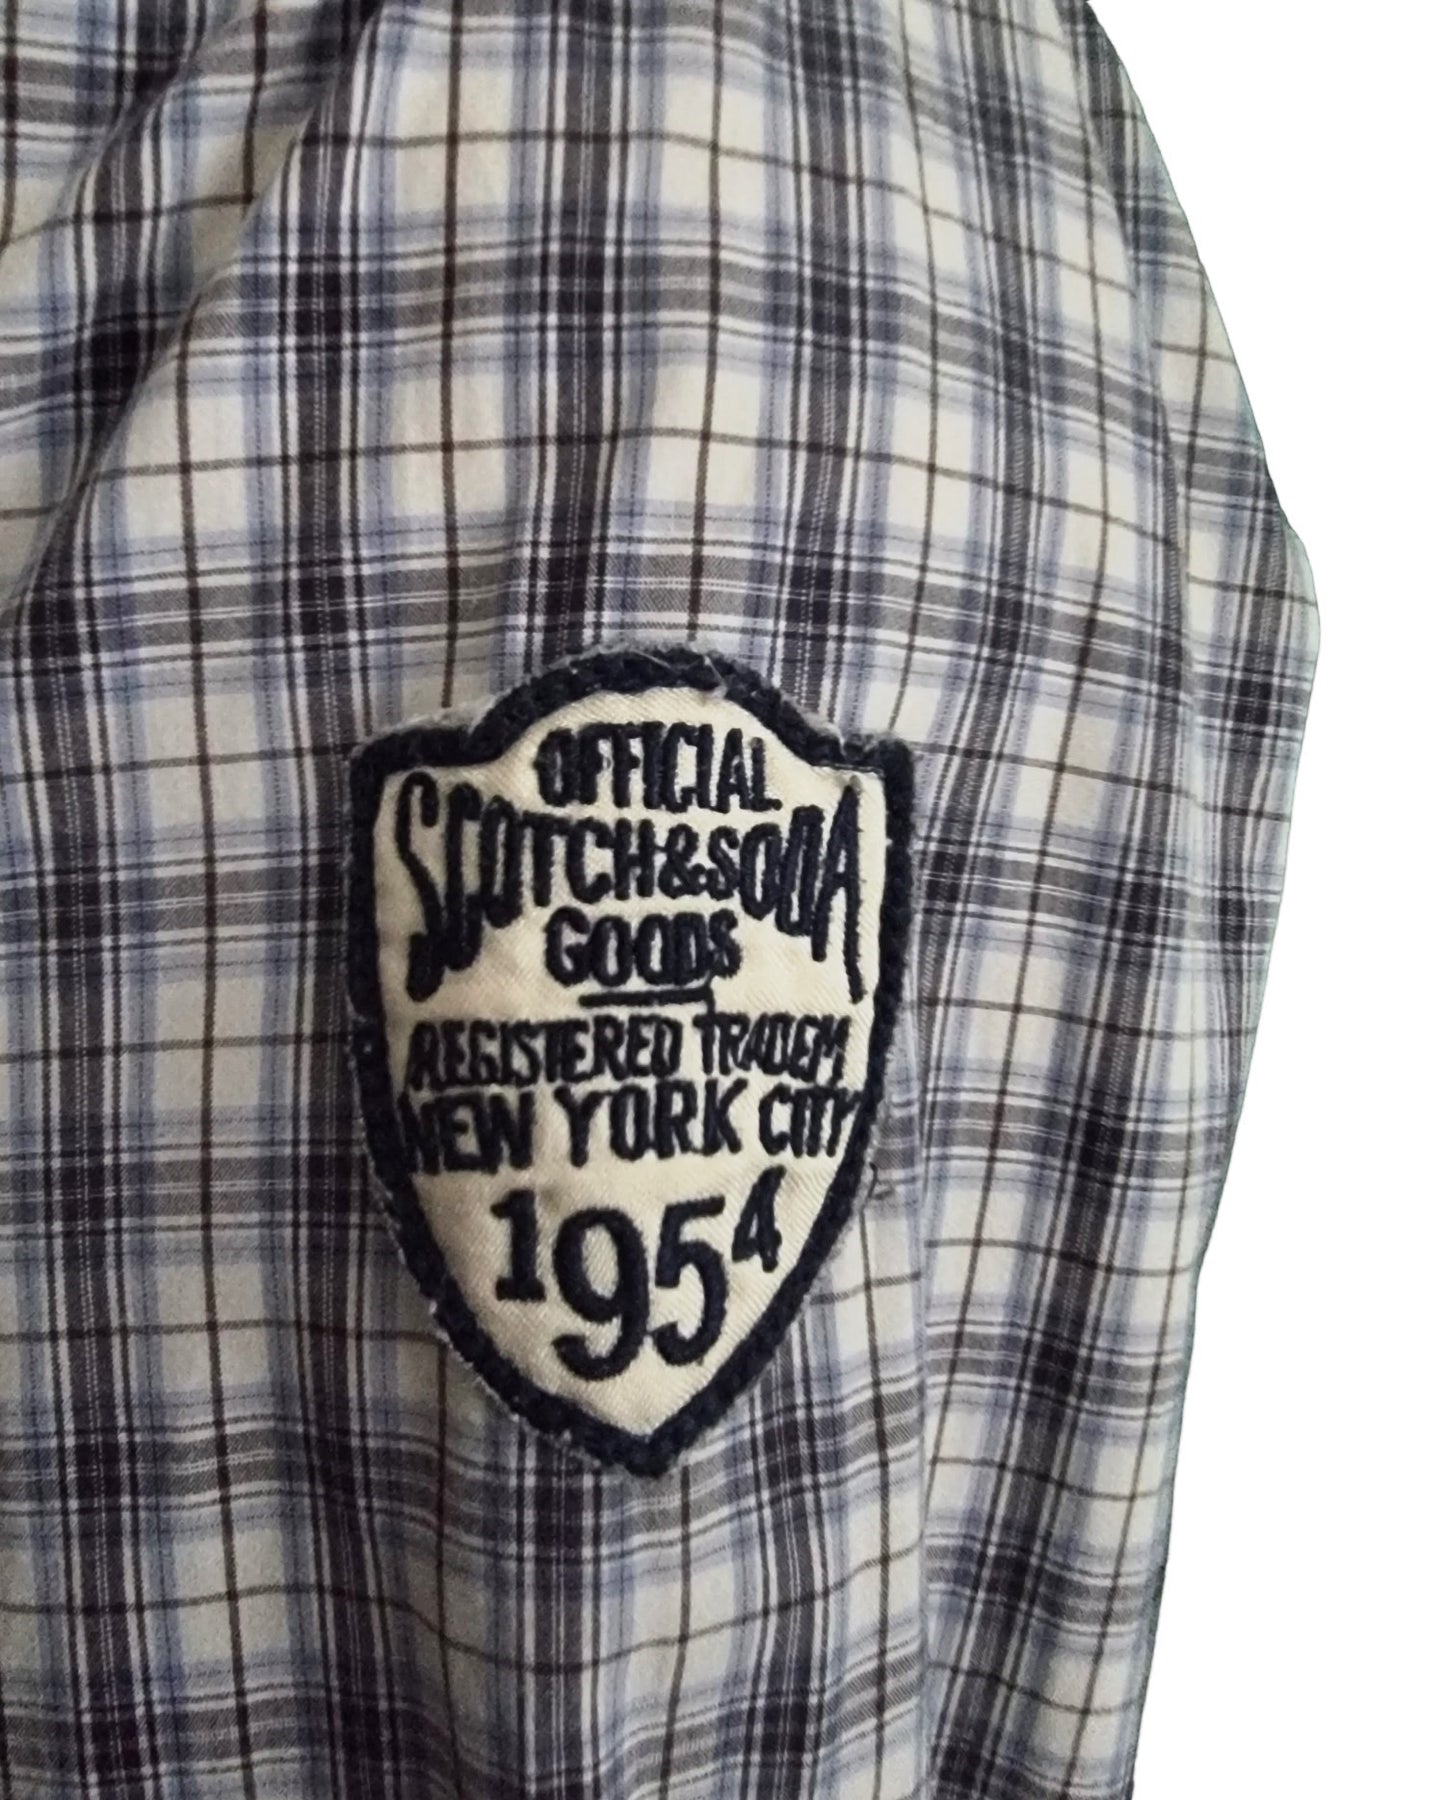 OFFICIAL
SCOTCH&SODA
GOODS
REGISTERED TRADEM
NEW YORK CITY
1954